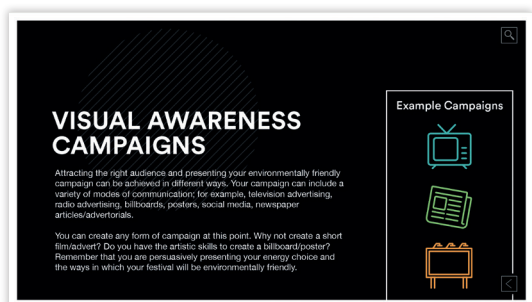 VISUAL AWARENESS
CAMPAIGNS
Attracting the right audience and presenting your environmentally friendly
campaign can be achieved in different ways. Your campaign can include a
variety of modes of communication; for example, television advertising,
radio advertising, billboards, posters, social media, newspaper
articles/advertorials.
You can create any form of campaign at this point. Why not create a short
film/advert? Do you have the artistic skills to create a billboard/poster?
Remember that you are persuasively presenting your energy choice and
the ways in which your festival will be environmentally friendly.
Example Campaigns